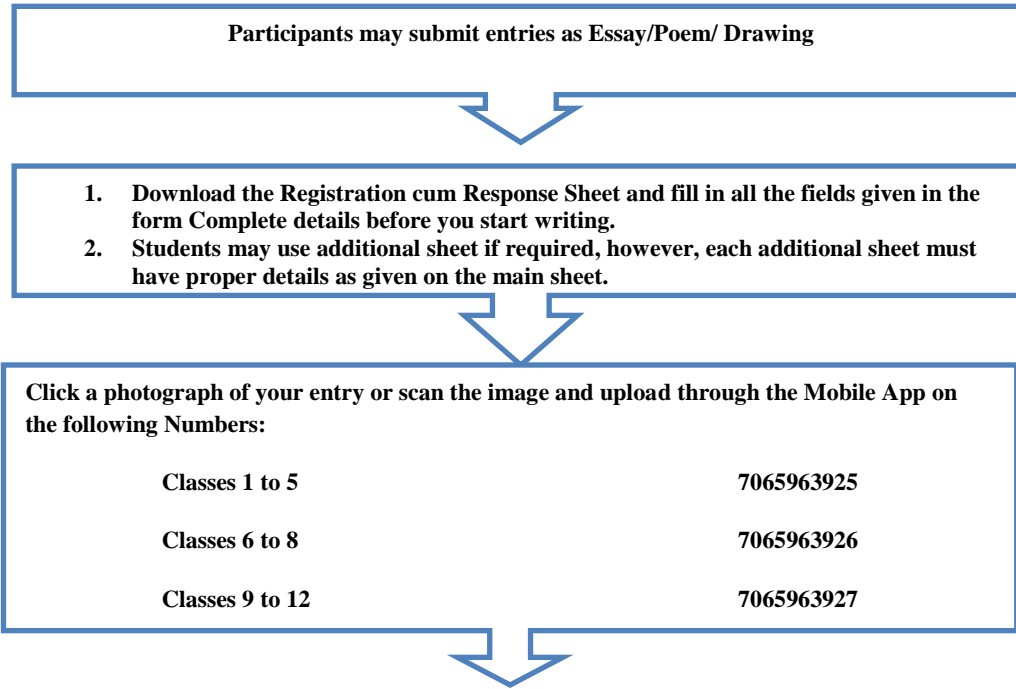 Participants may submit entries as Essay/Poem/ Drawing
1. Download the Registration cum Response Sheet and fill in all the fields given in the
form Complete details before you start writing.
2. Students may use additional sheet if required, however, each additional sheet must
have proper details as given on the main sheet.
Click a photograph of your entry or scan the image and upload through the Mobile App on
the following Numbers:
Classes 1 to 5 7065963925
Classes 6 to 8 7065963926
Classes 9 to 12 7065963927